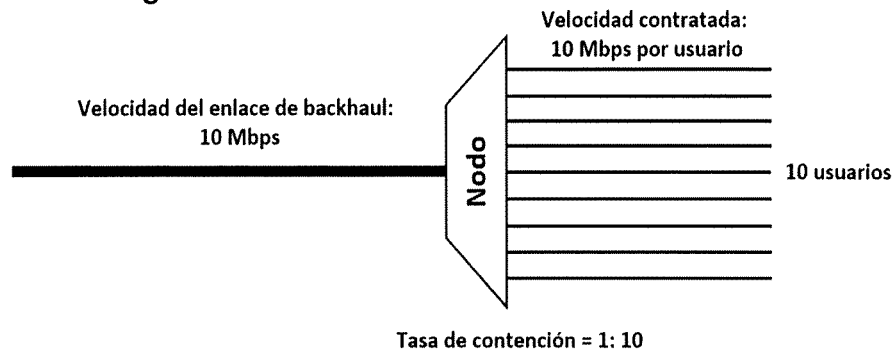 Velocidad contratada:
10 Mbps por usuario
Velocidad del enlace de backhaul:
10 Mbps
Nodo
10 usuarios
Tasa de contención = 1: 10